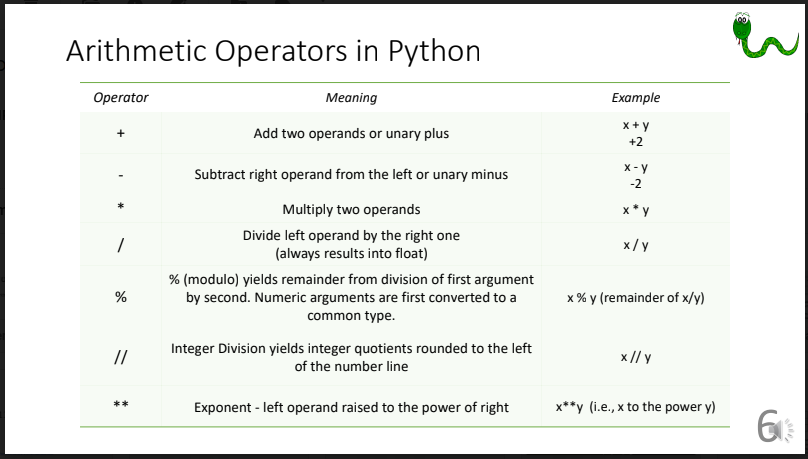 Arithmetic Operators in Python
Operator Meaning Example
+ Add two operands or unary plus x + y
+2
- Subtract right operand from the left or unary minus x - y
-2
* Multiply two operands x * y
/ Divide left operand by the right one
(always results into float) x / y
% % (modolo) yields remainder from division of first argument
by second. Numeric arguments are first converted to a
common type. x % y (remainder of x/y)
// Integer Division yields integer quotients rounded to the left
of the number line x // y
** Exponent - left operand raised to the power of right x**y (i.e., x to the power y)
6